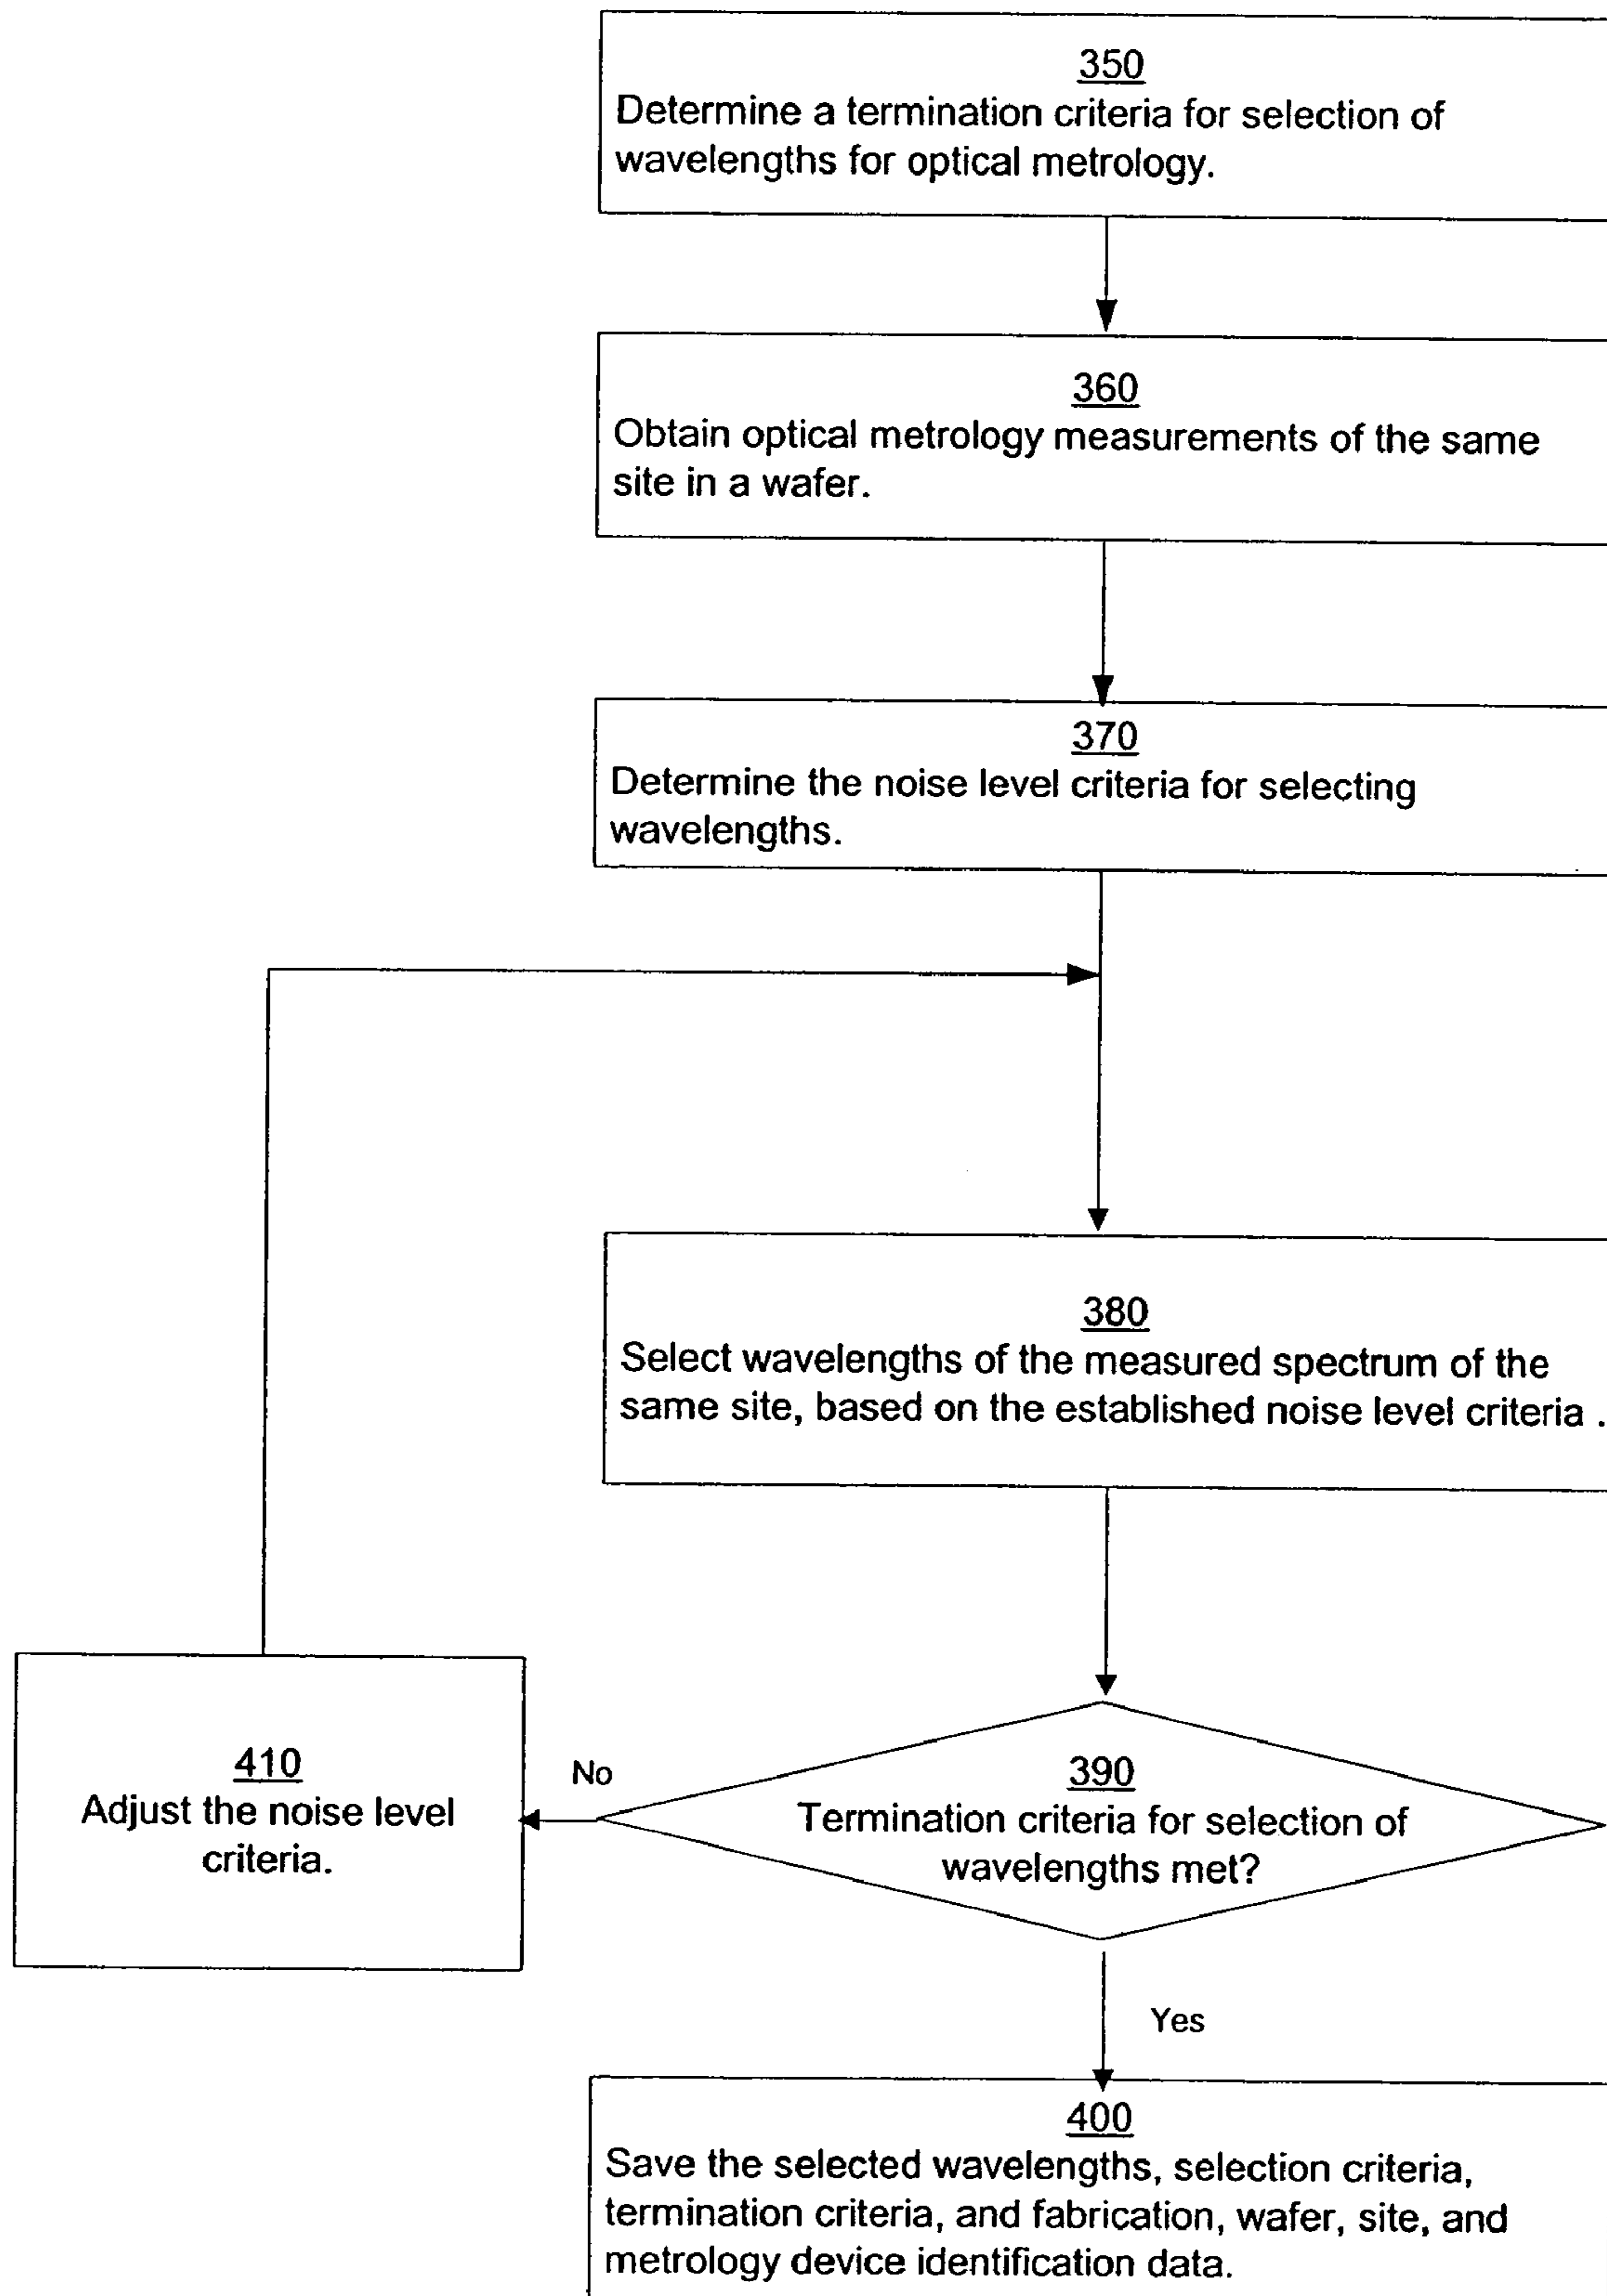 350
Determine a termination criteria for selection of
wavelengths for optical metrology.
360
Obtain optical metrology measurements of the same
site in a wafer.
370
Determine the noise level criteria for selecting
wavelengths.
380
Select wavelengths of the measured spectrum of the
same site, based on the established noise level criteria .
390
Termination criteria for selection of
wavelengths met?
No
410
Adjust the noise level
criteria.
Yes
400
Save the selected wavelengths, selection criteria,
termination criteria, and fabrication, wafer, site, and
metrology device identification data.